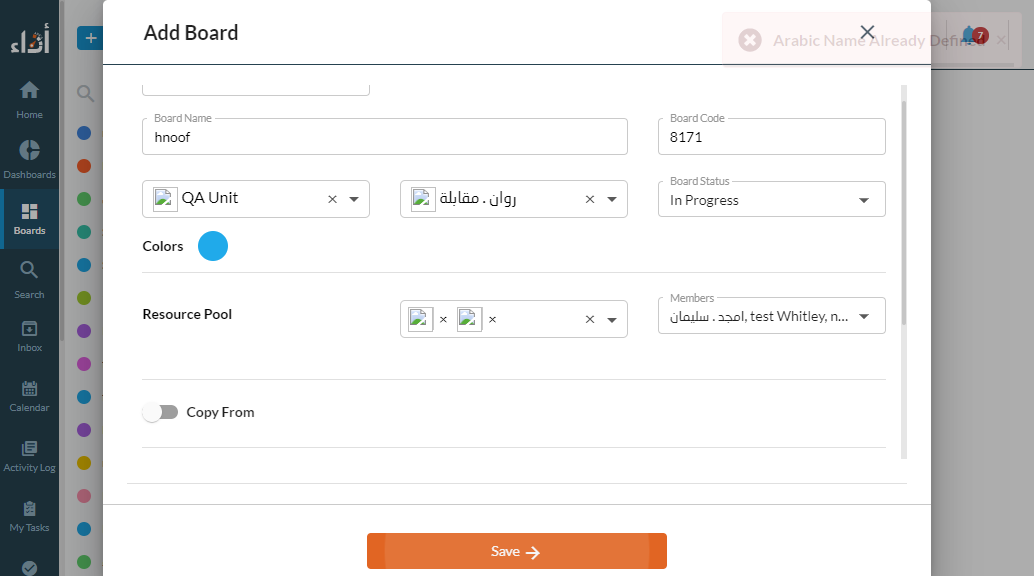 أداء
Home
Dashboards
Boards
Search
Inbox
Calendar
Activity Log
My Tasks
Add Board
Arabic Name Already Defined
7
Board Name
hnoof
Board Code
8171
QA Unit
روان . مقابلة
Board Status
In Progress
Colors
Resource Pool
Members
امجد . سليمان, test Whitley, n...
Copy From
Save